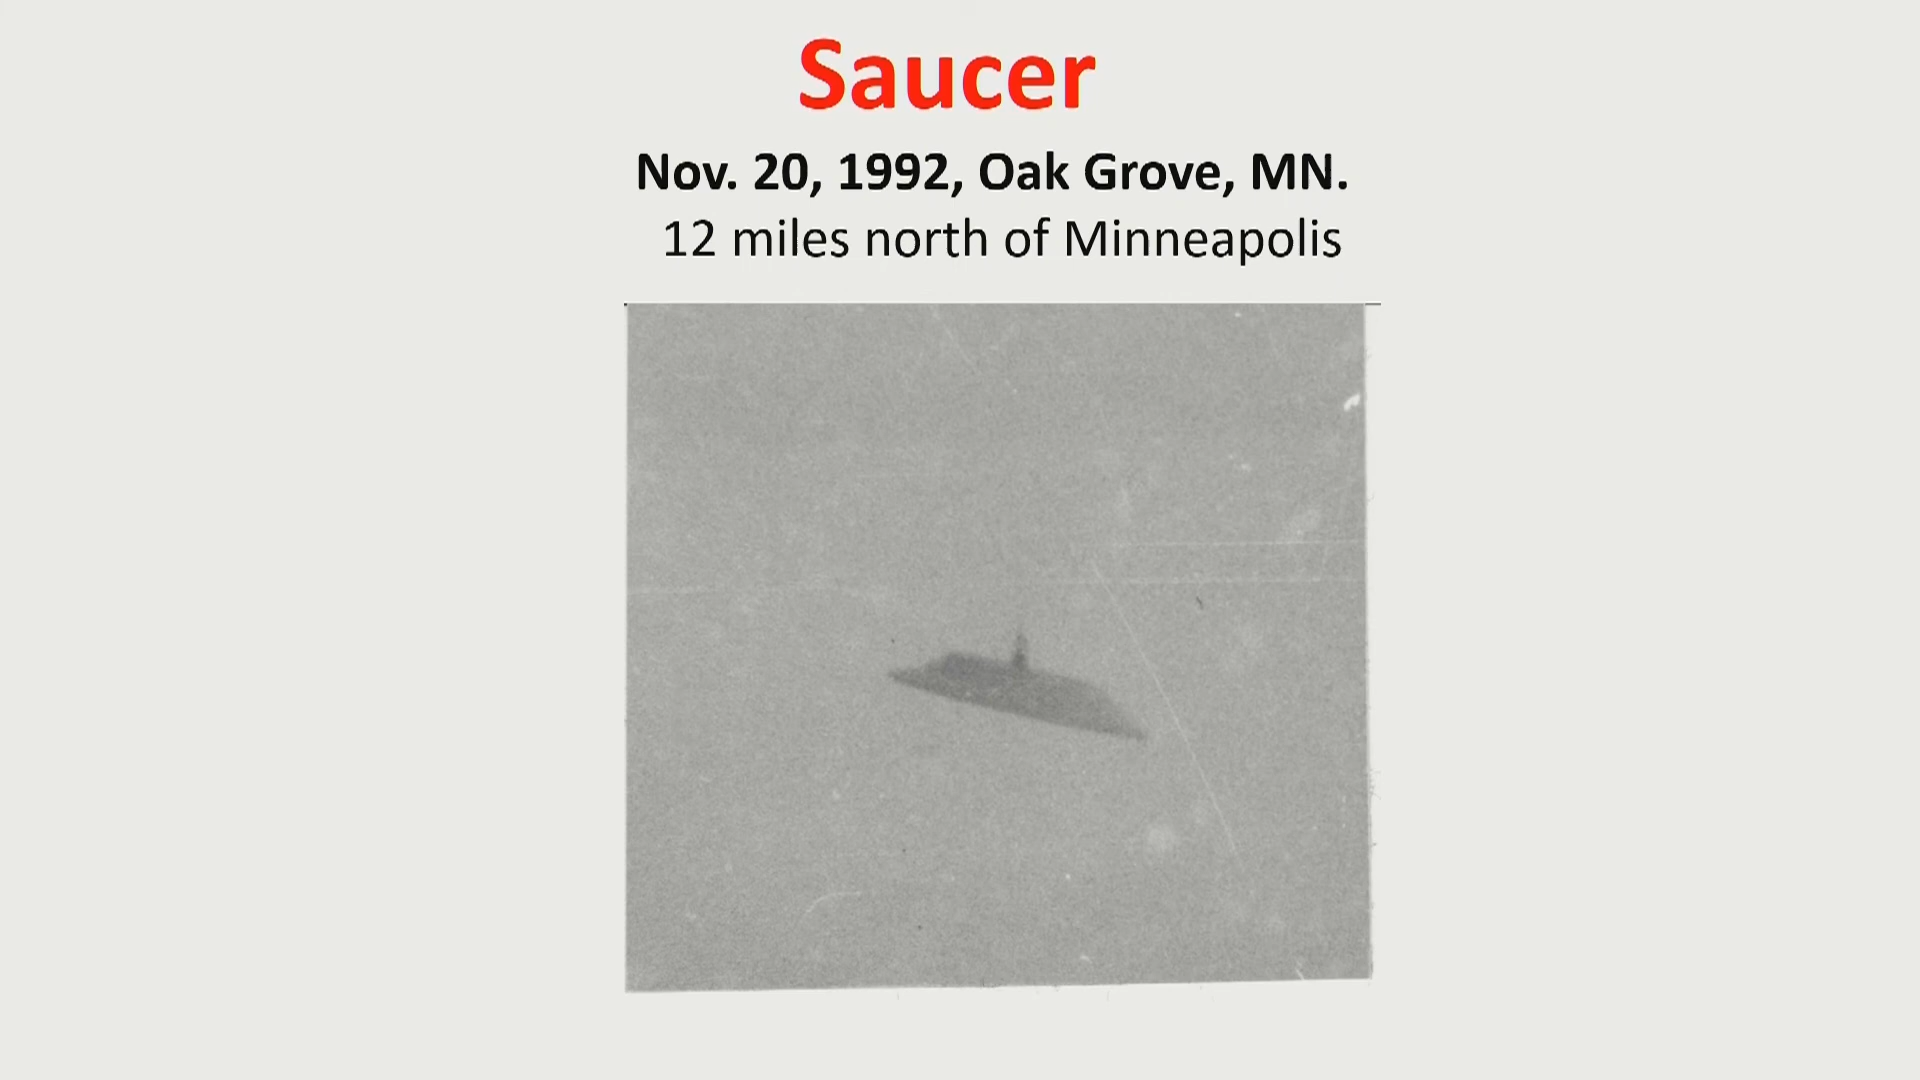 Saucer
Nov. 20, 1992, Oak Grove, MN.
12 miles north of Minneapolis